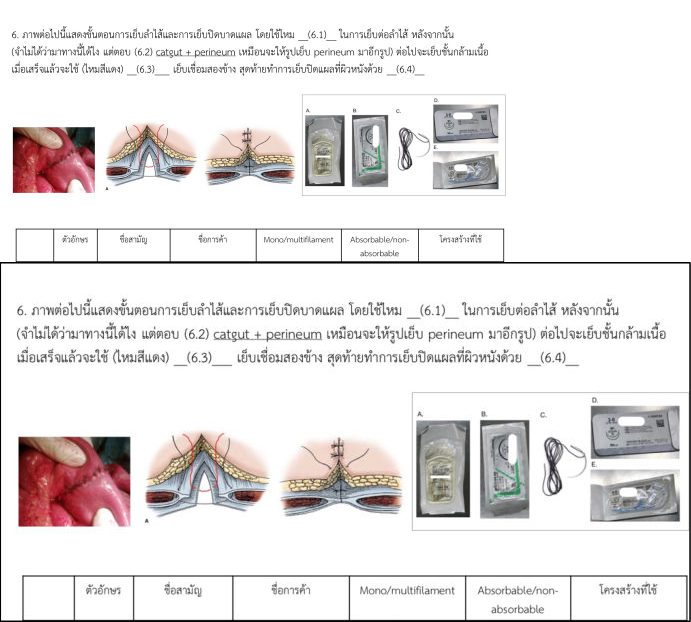 6. ภาพต่อไปนี้แสดงขั้นตอนการเย็บลำไส้และการเย็บปิดบาดแผล โดยใช้ไหม __(6.1)__ ในการเย็บต่อลำไส้ หลังจากนั้น
(จำไม่ได้ว่ามาทางนี้ได้ไง แต่ตอบ (6.2) catgut + perineum เหมือนจะให้รูปเย็บ perineum มาอีกรูป) ต่อไปจะเย็บชั้นกล้ามเนื้อ
เมื่อเสร็จแล้วจะใช้ (ไหมสีแดง) __(6.3)___ เย็บเชื่อมสองข้าง สุดท้ายทำการเย็บปิดแผลที่ผิวหนังด้วย __(6.4)__
A. B. C. D.
E.
A
ตัวอักษร ชื่อสามัญ ชื่อการค้า Mono/multifilament Absorbable/non-absorbable โครงสร้างที่ใช้
6. ภาพต่อไปนี้แสดงขั้นตอนการเย็บลำไส้และการเย็บปิดบาดแผล โดยใช้ไหม __(6.1)__ ในการเย็บต่อลำไส้ หลังจากนั้น
(จำไม่ได้ว่ามาทางนี้ได้ไง แต่ตอบ (6.2) catgut + perineum เหมือนจะให้รูปเย็บ perineum มาอีกรูป) ต่อไปจะเย็บชั้นกล้ามเนื้อ
เมื่อเสร็จแล้วจะใช้ (ไหมสีแดง) __(6.3)___ เย็บเชื่อมสองข้าง สุดท้ายทำการเย็บปิดแผลที่ผิวหนังด้วย __(6.4)__
A. B. C. D.
E.
A
ตัวอักษร ชื่อสามัญ ชื่อการค้า Mono/multifilament Absorbable/non-absorbable โครงสร้างที่ใช้